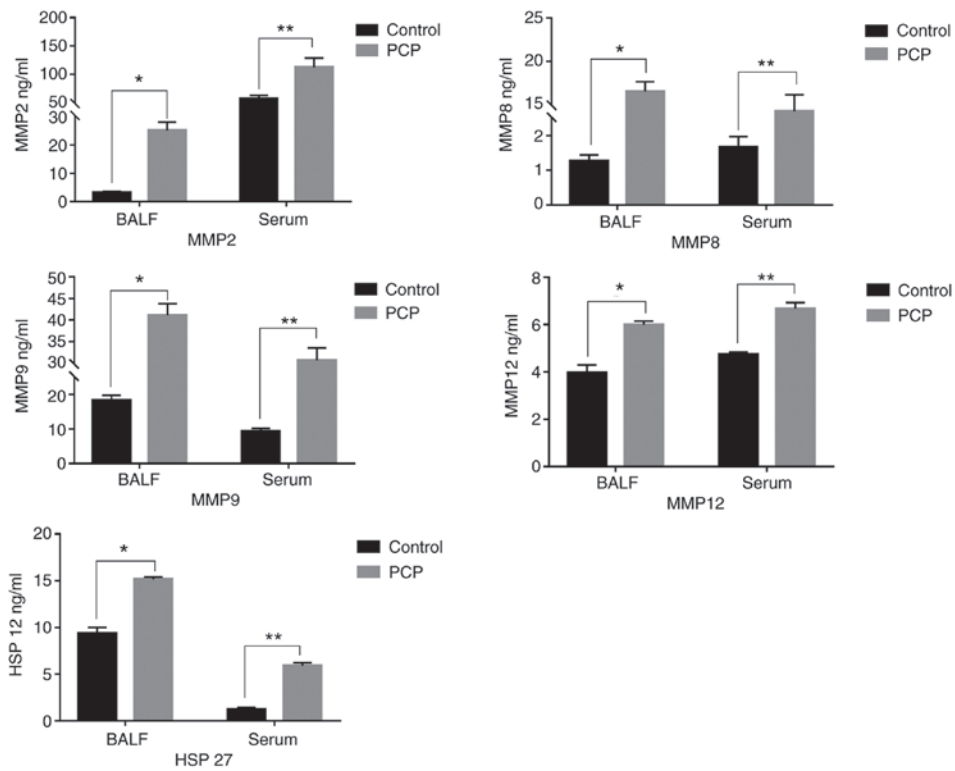 Control
PCP
MMP2 ng/ml
200
150
100
50
30
20
10
0
*
**
BALF Serum
MMP2
Control
PCP
MMP8 ng/ml
25
20
15
2
1
0
*
**
BALF Serum
MMP8
Control
PCP
MMP9 ng/ml
50
45
40
35
30
20
10
0
*
**
BALF Serum
MMP9
Control
PCP
MMP12 ng/ml
8
6
4
2
0
*
**
BALF Serum
MMP12
Control
PCP
HSP 12 ng/ml
20
15
10
5
0
*
**
BALF Serum
HSP 27